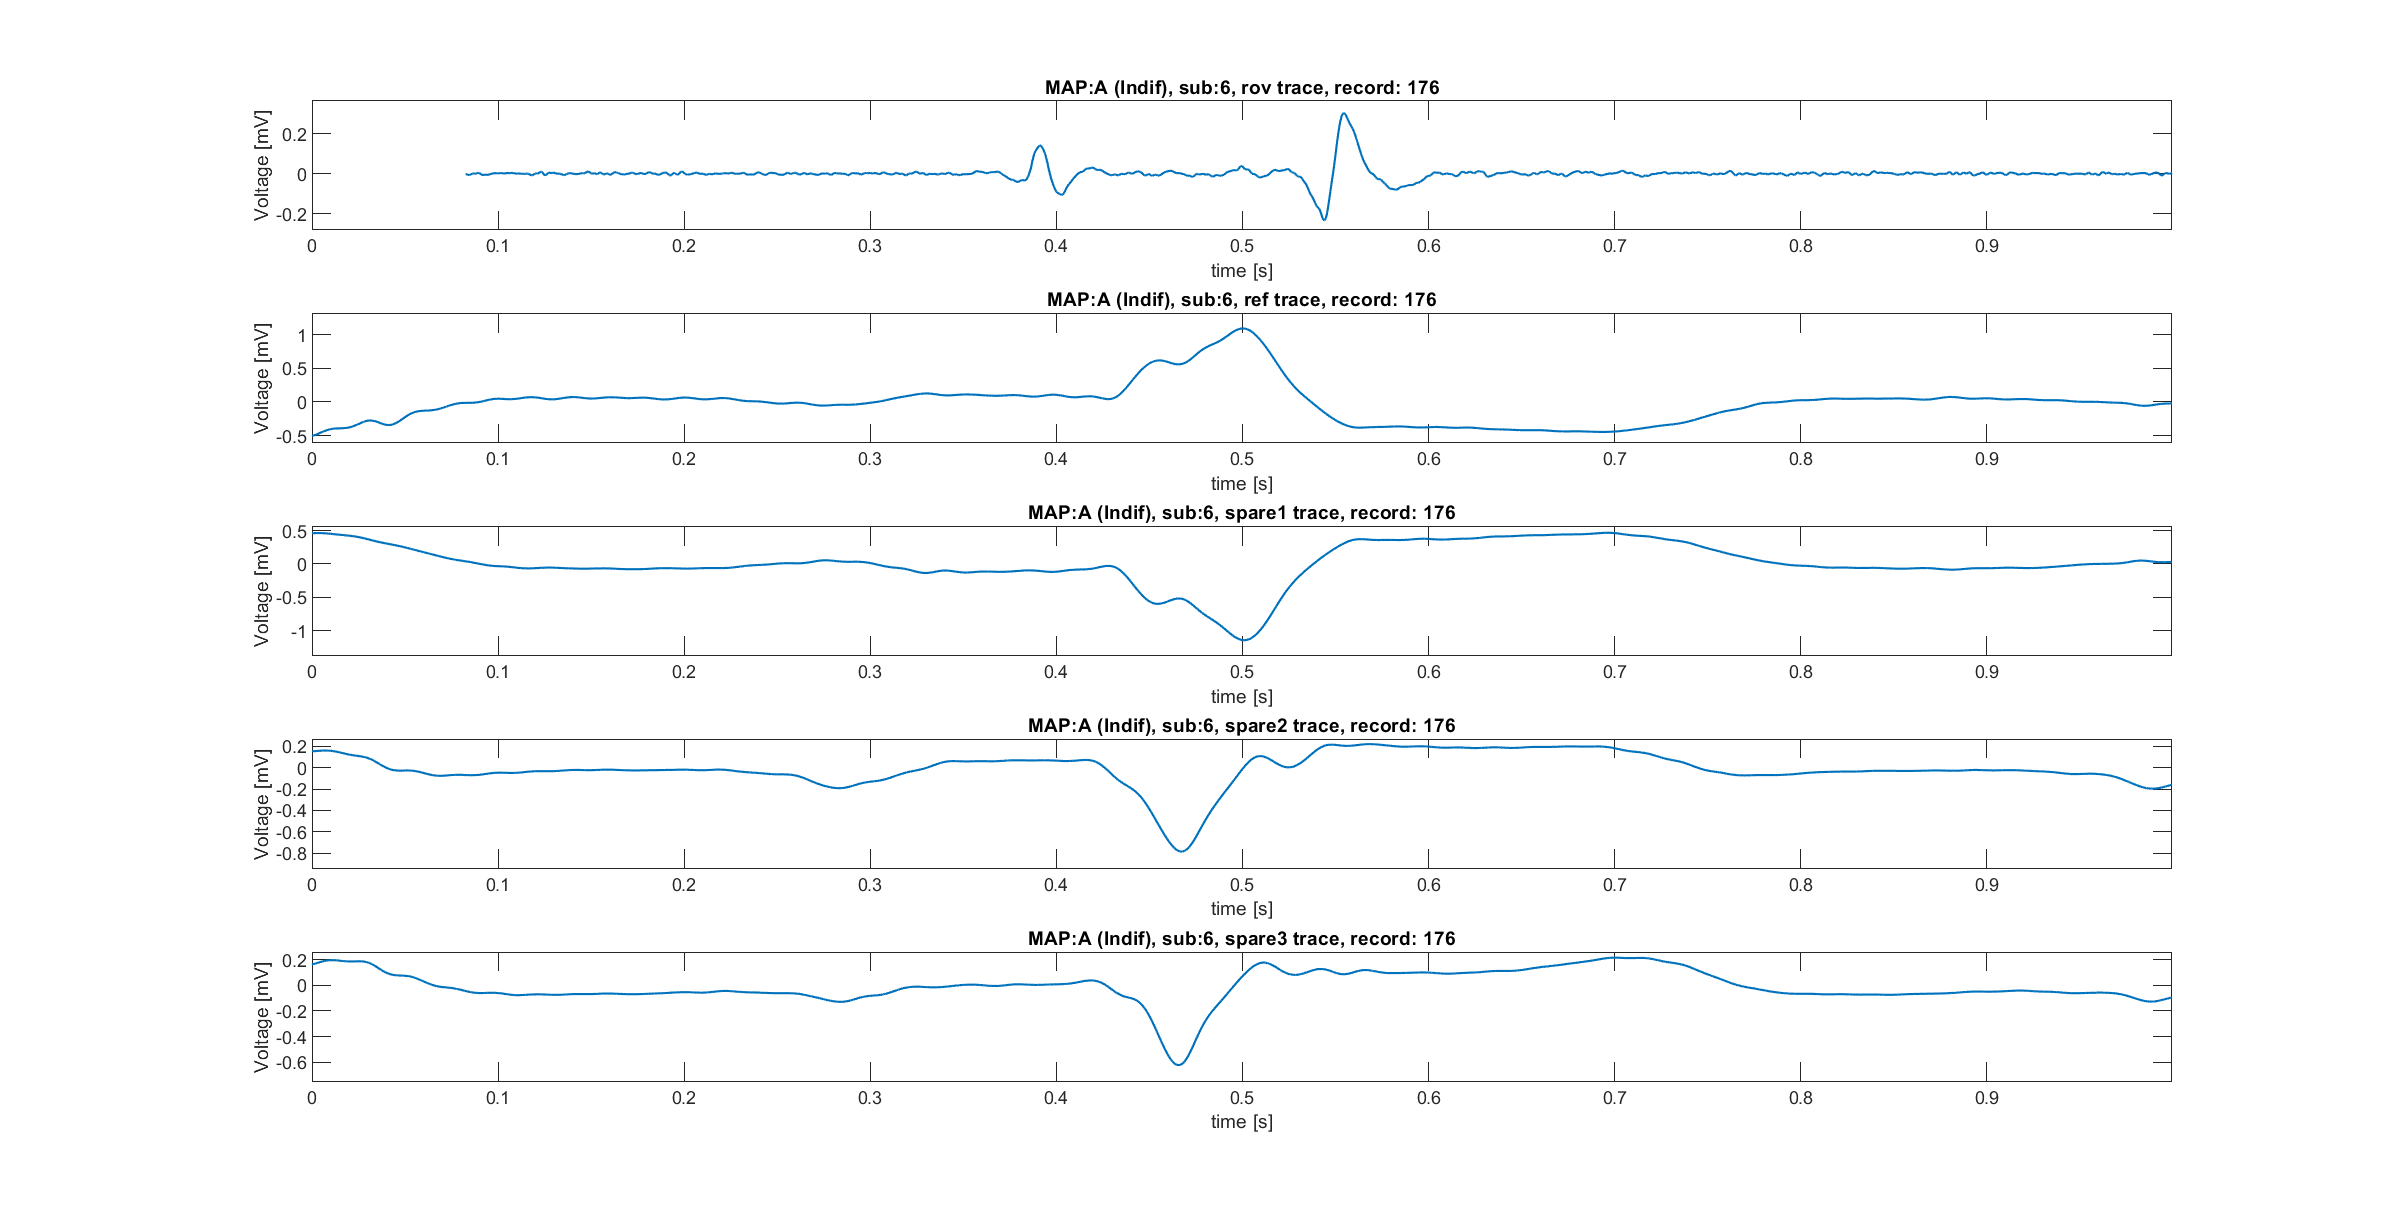 MAP:A (Indif), sub:6, rov trace, record: 176
Voltage [mV]
0.2
0
-0.2
0 0.1 0.2 0.3 0.4 0.5 0.6 0.7 0.8 0.9
time [s]
MAP:A (Indif), sub:6, ref trace, record: 176
Voltage [mV]
1
0.5
0
-0.5
0 0.1 0.2 0.3 0.4 0.5 0.6 0.7 0.8 0.9
time [s]
MAP:A (Indif), sub:6, spare1 trace, record: 176
Voltage [mV]
0.5
0
-0.5
-1
0 0.1 0.2 0.3 0.4 0.5 0.6 0.7 0.8 0.9
time [s]
MAP:A (Indif), sub:6, spare2 trace, record: 176
Voltage [mV]
0.2
0
-0.2
-0.4
-0.6
-0.8
0 0.1 0.2 0.3 0.4 0.5 0.6 0.7 0.8 0.9
time [s]
MAP:A (Indif), sub:6, spare3 trace, record: 176
Voltage [mV]
0.2
0
-0.2
-0.4
-0.6
0 0.1 0.2 0.3 0.4 0.5 0.6 0.7 0.8 0.9
time [s]